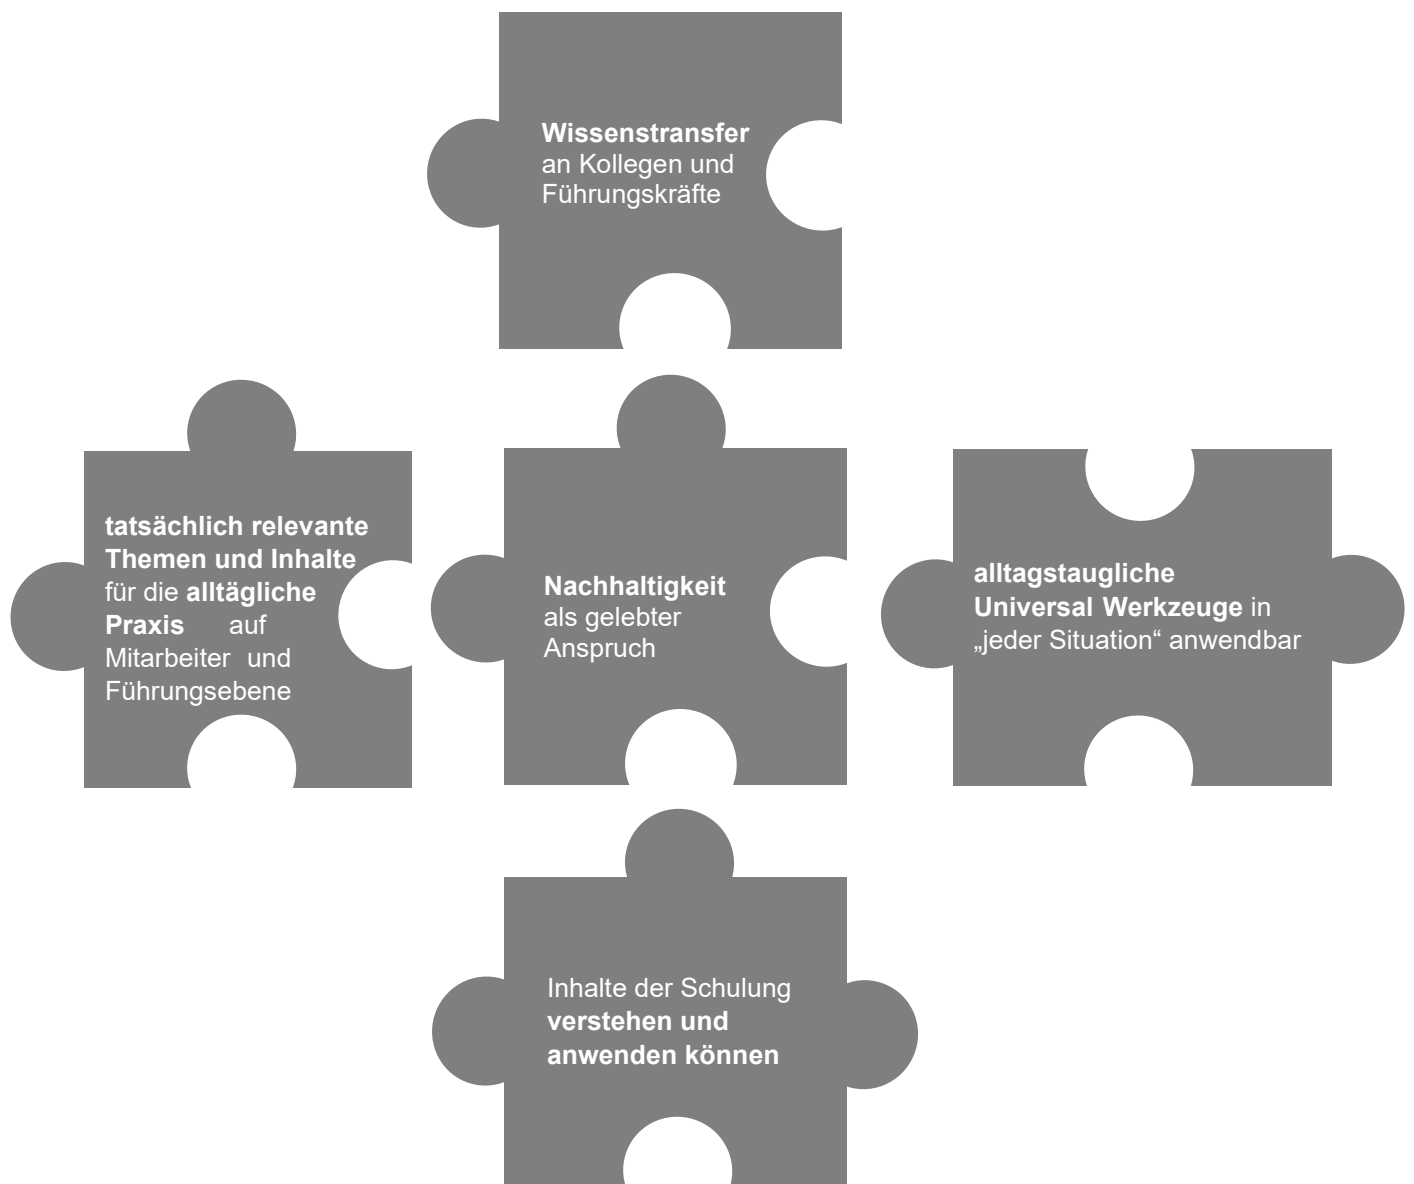 Wissenstransfer
an Kollegen und
Führungskräfte
tatsächlich relevante
Themen und Inhalte
für die alltägliche
Praxis auf
Mitarbeiter und
Führungsebene
Nachhaltigkeit
als gelebter
Anspruch
alltagstaugliche
Universal Werkzeuge in
„jeder Situation“ anwendbar
Inhalte der Schulung
verstehen und
anwenden können